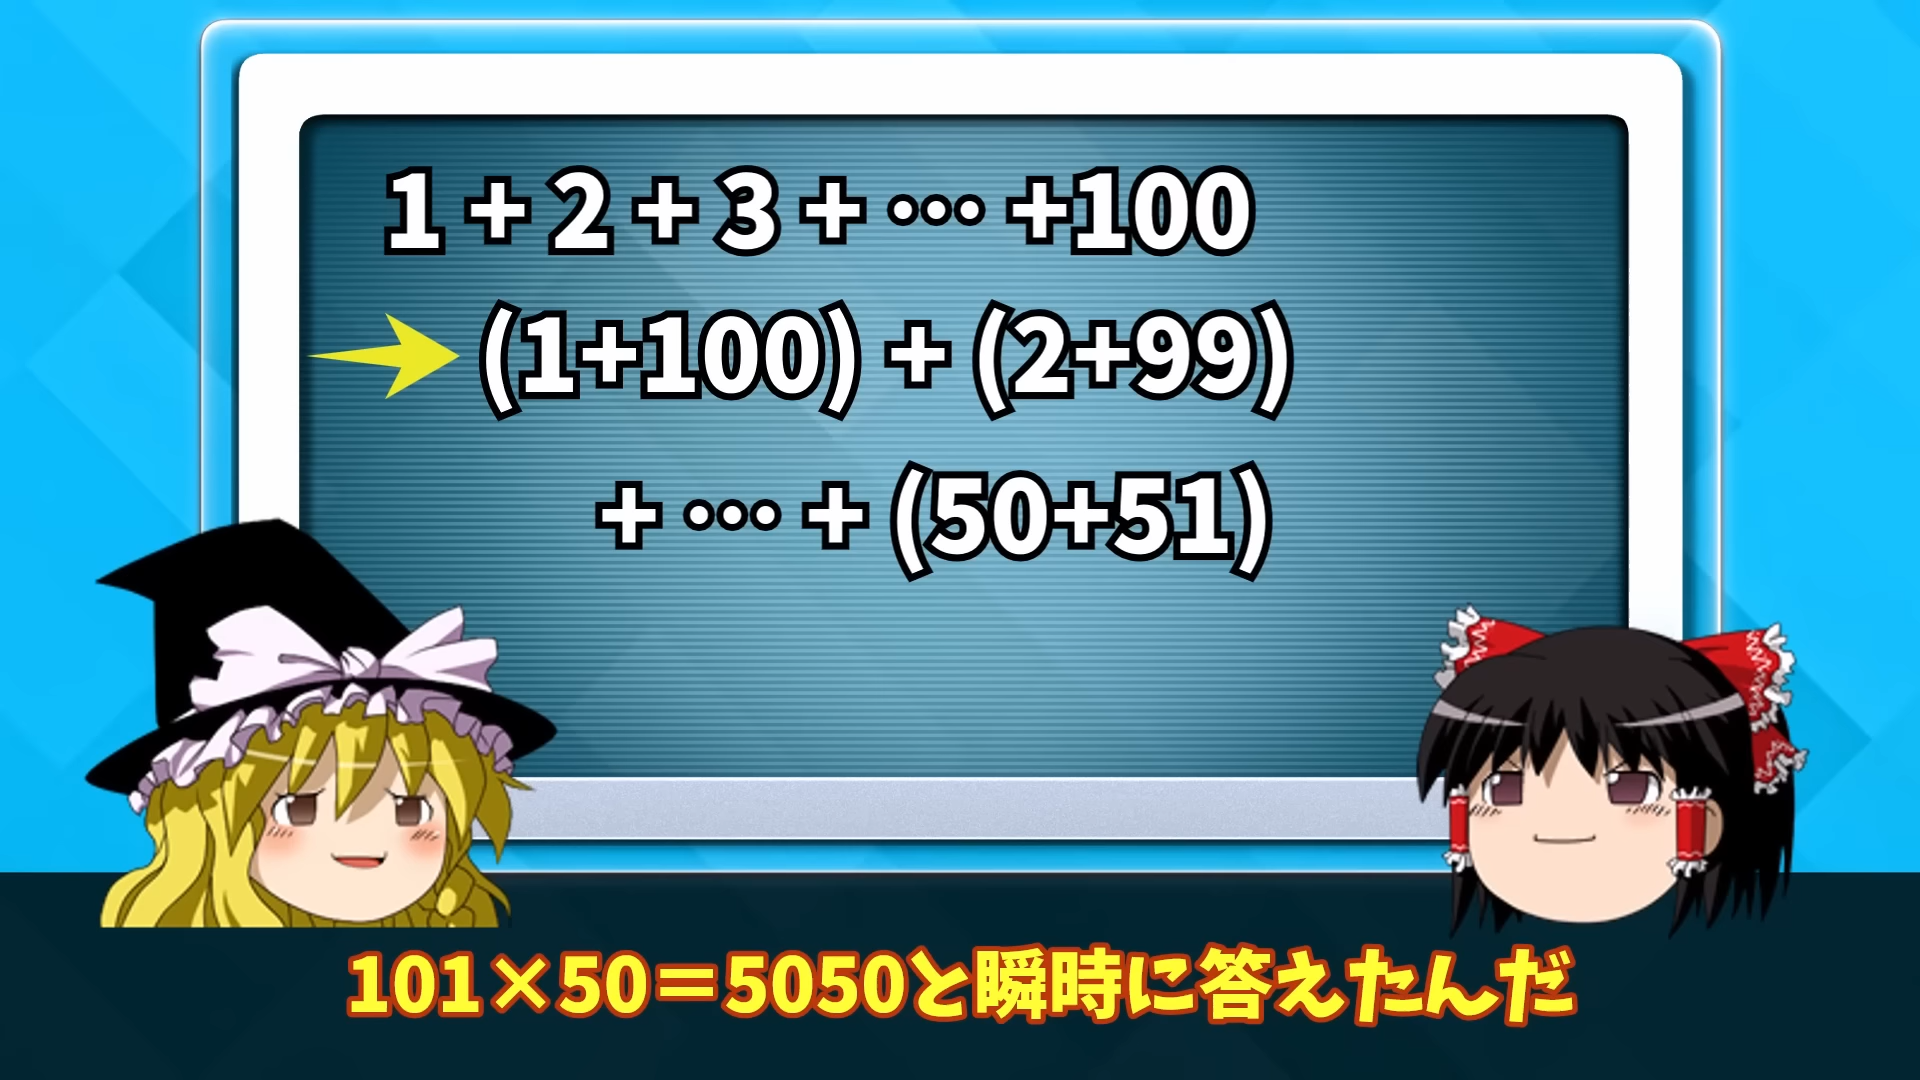 1 + 2 + 3 + … +100
(1+100) + (2+99)
+ … + (50+51)
101×50＝5050と瞬時に答えたんだ